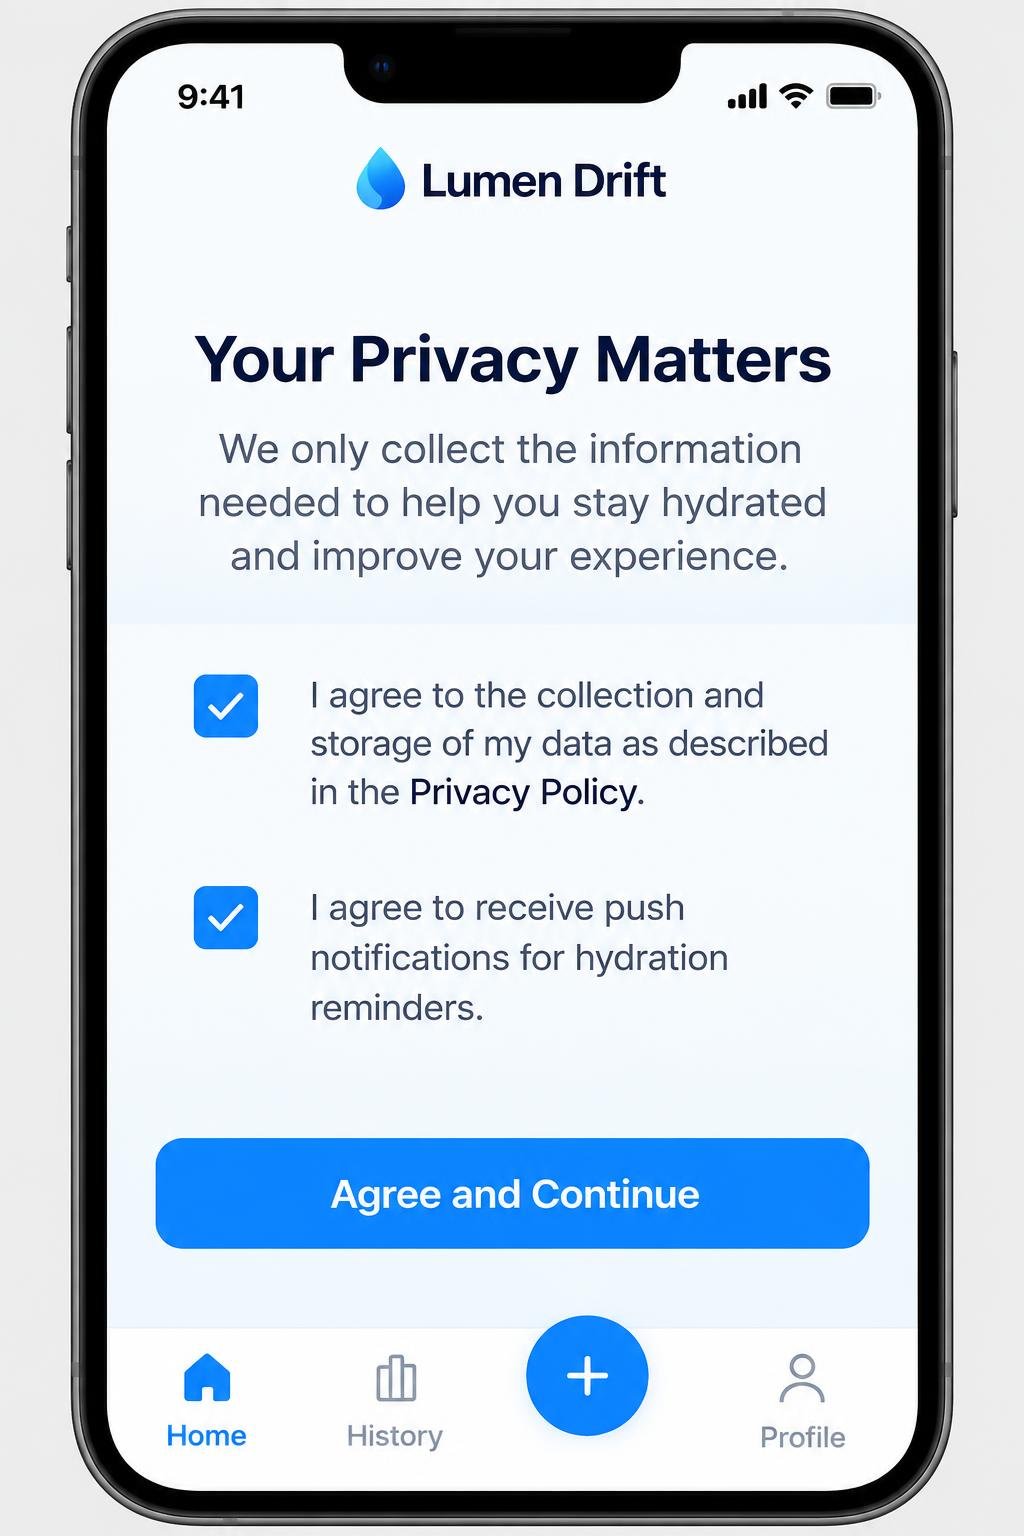 9:41
Lumen Drift
Your Privacy Matters
We only collect the information
needed to help you stay hydrated
and improve your experience.
I agree to the collection and
storage of my data as described
in the Privacy Policy.
I agree to receive push
notifications for hydration
reminders.
Agree and Continue
Home
History
Profile